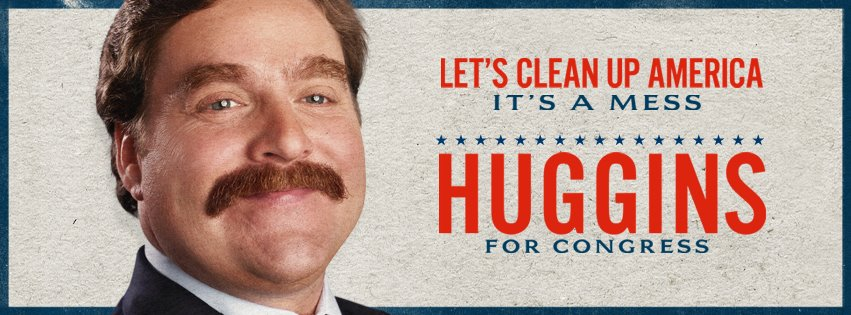 LET'S CLEAN UP AMERICA
IT'S A MESS
HUGGINS
FOR CONGRESS